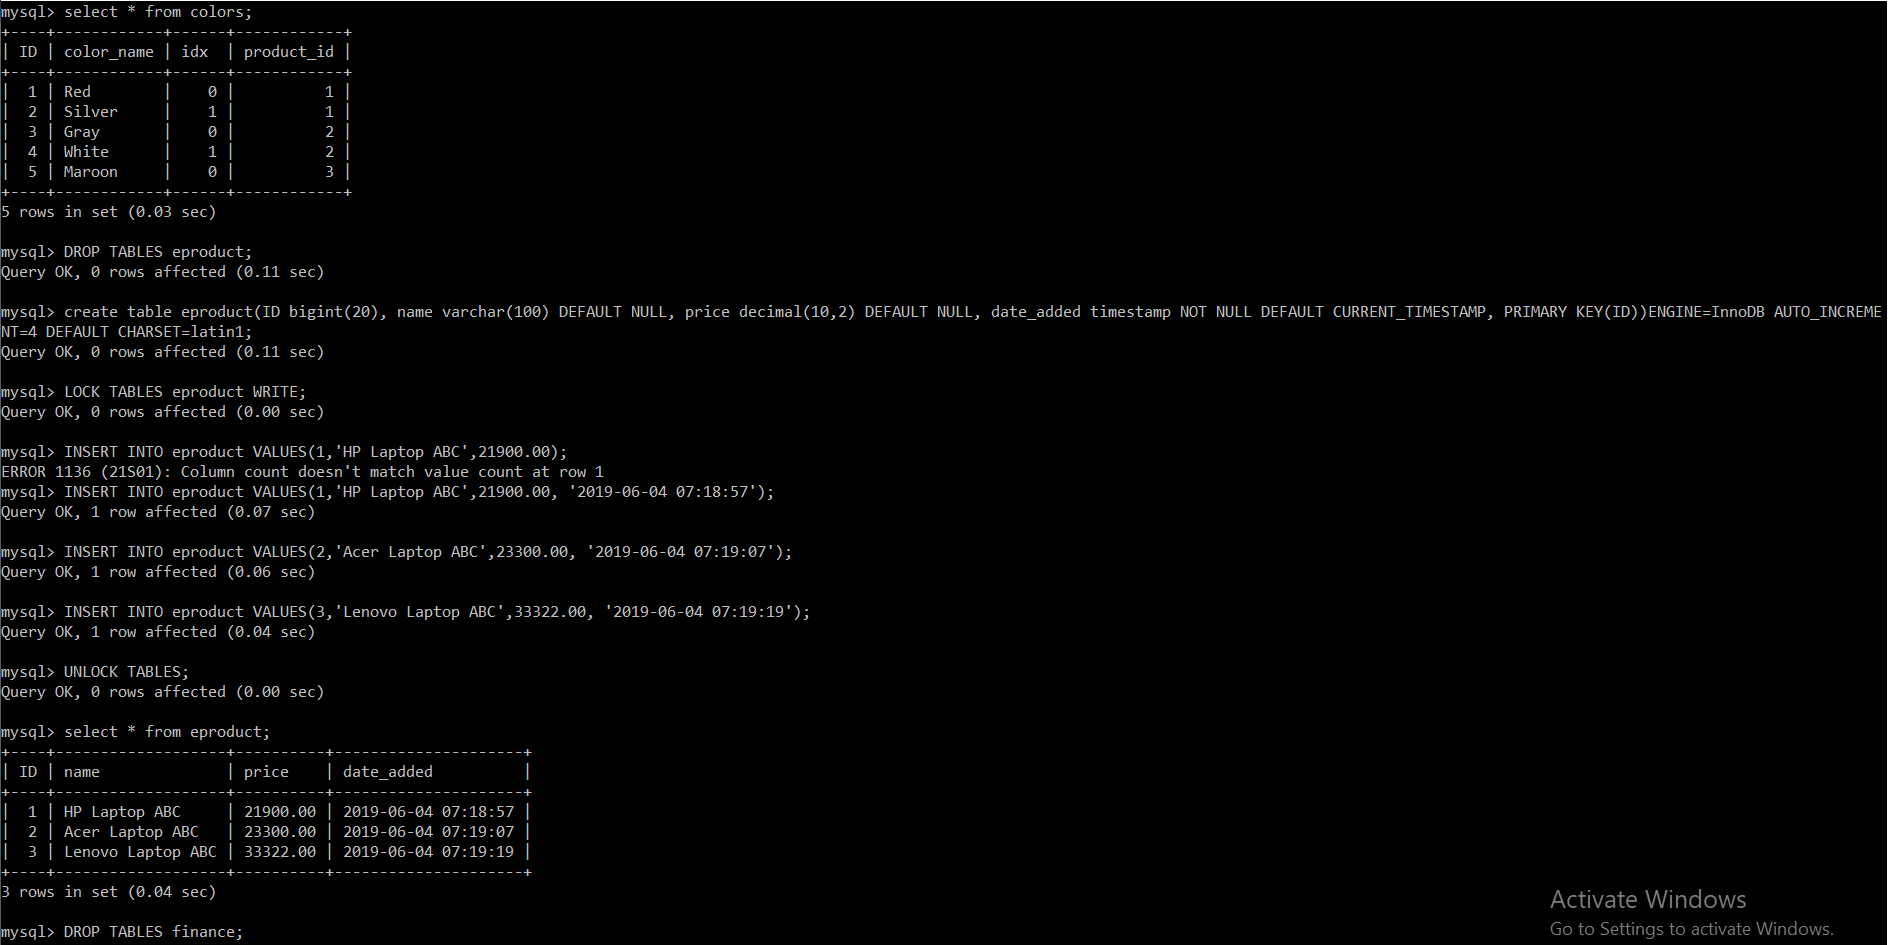 mysql> select * from colors;
+----+------------+------+------------+
| ID | color_name | idx  | product_id |
+----+------------+------+------------+
|  1 | Red        |    0 |          1 |
|  2 | Silver     |    1 |          1 |
|  3 | Gray       |    0 |          2 |
|  4 | White      |    1 |          2 |
|  5 | Maroon     |    0 |          3 |
+----+------------+------+------------+
5 rows in set (0.03 sec)
mysql> DROP TABLES eproduct;
Query OK, 0 rows affected (0.11 sec)
mysql> create table eproduct(ID bigint(20), name varchar(100) DEFAULT NULL, price decimal(10,2) DEFAULT NULL, date_added timestamp NOT NULL DEFAULT CURRENT_TIMESTAMP, PRIMARY KEY(ID))ENGINE=InnoDB AUTO_INCREME
NT=4 DEFAULT CHARSET=latin1;
Query OK, 0 rows affected (0.11 sec)
mysql> LOCK TABLES eproduct WRITE;
Query OK, 0 rows affected (0.00 sec)
mysql> INSERT INTO eproduct VALUES(1,'HP Laptop ABC',21900.00);
ERROR 1136 (21S01): Column count doesn't match value count at row 1
mysql> INSERT INTO eproduct VALUES(1,'HP Laptop ABC',21900.00, '2019-06-04 07:18:57');
Query OK, 1 row affected (0.07 sec)
mysql> INSERT INTO eproduct VALUES(2,'Acer Laptop ABC',23300.00, '2019-06-04 07:19:07');
Query OK, 1 row affected (0.06 sec)
mysql> INSERT INTO eproduct VALUES(3,'Lenovo Laptop ABC',33322.00, '2019-06-04 07:19:19');
Query OK, 1 row affected (0.04 sec)
mysql> UNLOCK TABLES;
Query OK, 0 rows affected (0.00 sec)
mysql> select * from eproduct;
+----+-------------------+----------+---------------------+
| ID | name              | price    | date_added          |
+----+-------------------+----------+---------------------+
|  1 | HP Laptop ABC     | 21900.00 | 2019-06-04 07:18:57 |
|  2 | Acer Laptop ABC   | 23300.00 | 2019-06-04 07:19:07 |
|  3 | Lenovo Laptop ABC | 33322.00 | 2019-06-04 07:19:19 |
+----+-------------------+----------+---------------------+
3 rows in set (0.04 sec)
mysql> DROP TABLES finance;
Activate Windows
Go to Settings to activate Windows.